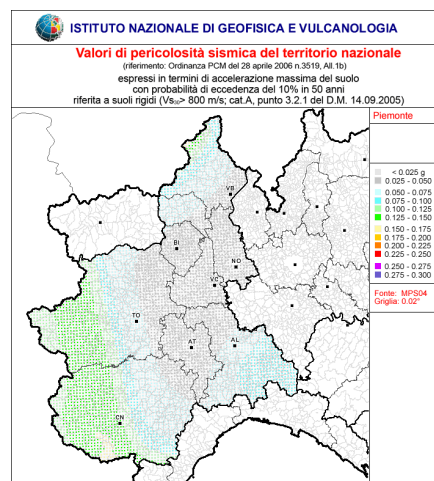 ISTITUTO NAZIONALE DI GEOFISICA E VULCANOLOGIA
Valori di pericolosità sismica del territorio nazionale
(riferimento: Ordinanza PCM del 28 aprile 2006 n.3519, All.1b)
espressi in termini di accelerazione massima del suolo
con probabilità di eccedenza del 10% in 50 anni
riferita a suoli rigidi (Vs30> 800 m/s; cat.A, punto 3.2.1 del D.M. 14.09.2005)
Piemonte
< 0.025 g
0.025 - 0.050
0.050 - 0.075
0.075 - 0.100
0.100 - 0.125
0.125 - 0.150
0.150 - 0.175
0.175 - 0.200
0.200 - 0.225
0.225 - 0.250
0.250 - 0.275
0.275 - 0.300
Fonte: MPS04
Griglia: 0.02°
VB
BI
NO
VC
TO
AT
AL
CN